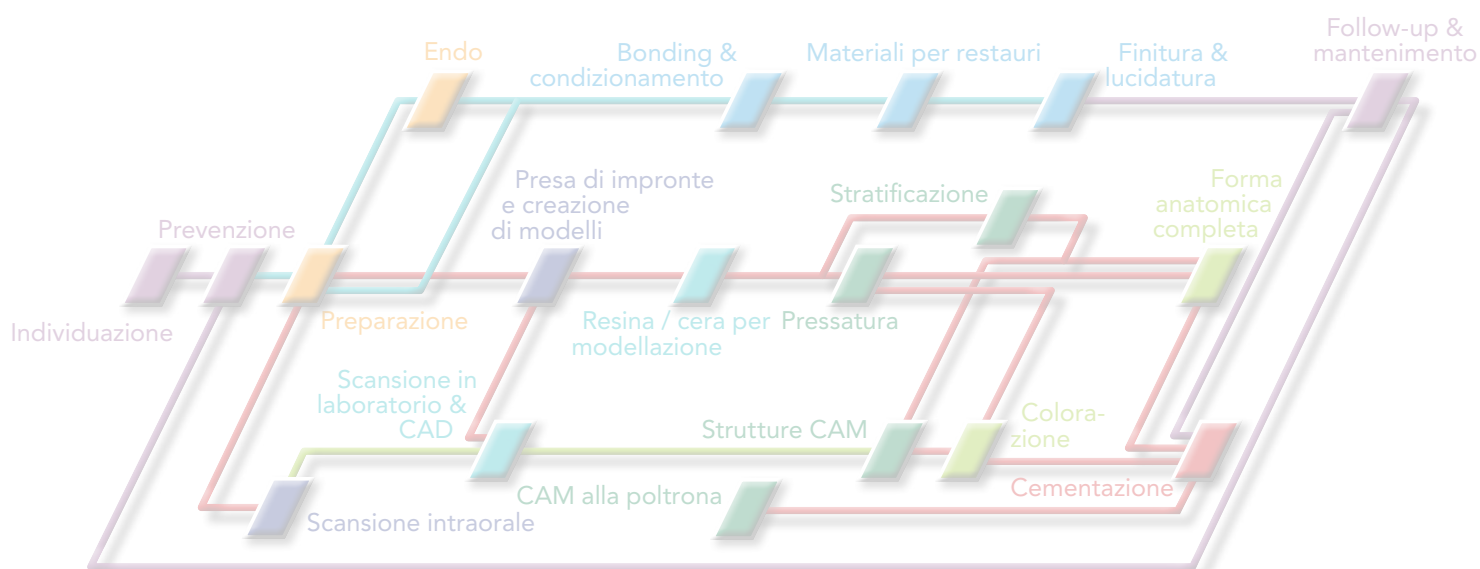 Follow-up &
mantenimento
Endo
Bonding &
condizionamento
Materiali per restauri
Finitura &
lucidatura
Presa di impronte
e creazione
di modelli
Stratificazione
Forma
anatomica
completa
Prevenzione
Individuazione
Preparazione
Resina / cera per
modellazione
Pressatura
Scansione in
laboratorio &
CAD
Strutture CAM
Colora-
zione
CAM alla poltrona
Cementazione
Scansione intraorale